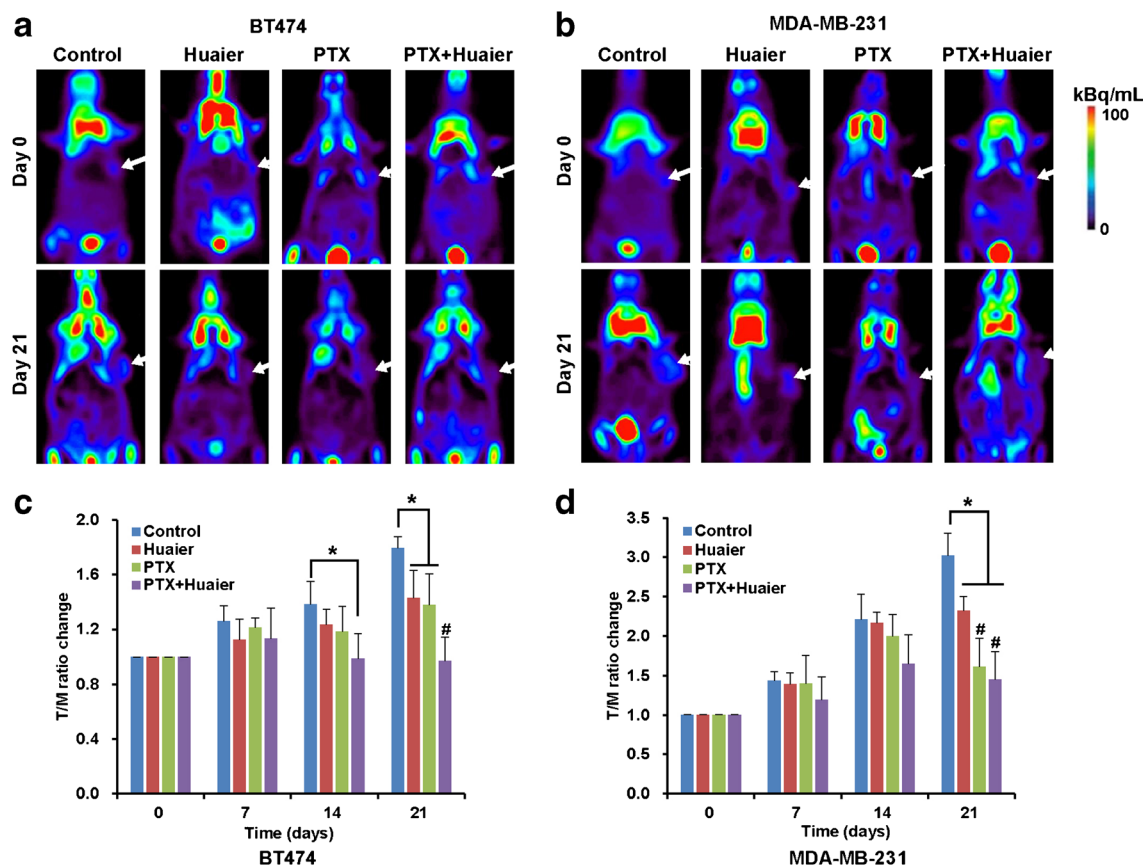 a
BT474
Control Huaier PTX PTX+Huaier
Day 0
Day 21
b
MDA-MB-231
Control Huaier PTX PTX+Huaier
Day 0
Day 21
kBq/mL
100
0
c
T/M ratio change
2.0
1.6
1.2
0.8
0.4
0.0
Control
Huaier
PTX
PTX+Huaier
*
*
#
0 7 14 21
Time (days)
BT474
d
T/M ratio change
3.5
3.0
2.5
2.0
1.5
1.0
0.5
0.0
Control
Huaier
PTX
PTX+Huaier
*
# #
0 7 14 21
Time (days)
MDA-MB-231